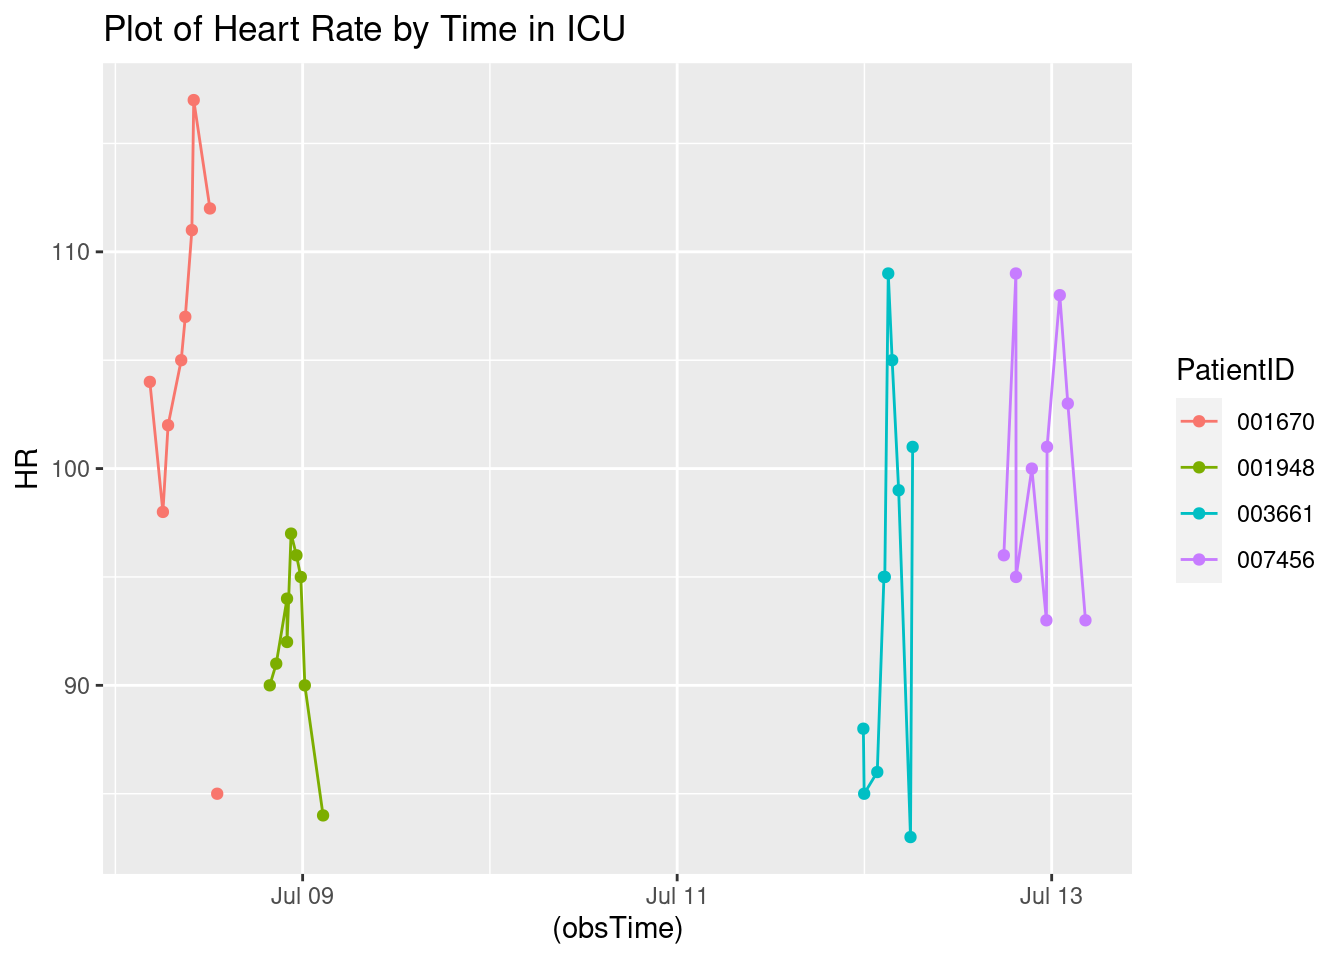 Plot of Heart Rate by Time in ICU
110
100
90
HR
Jul 09
Jul 11
Jul 13
(obsTime)
PatientID
001670
001948
003661
007456